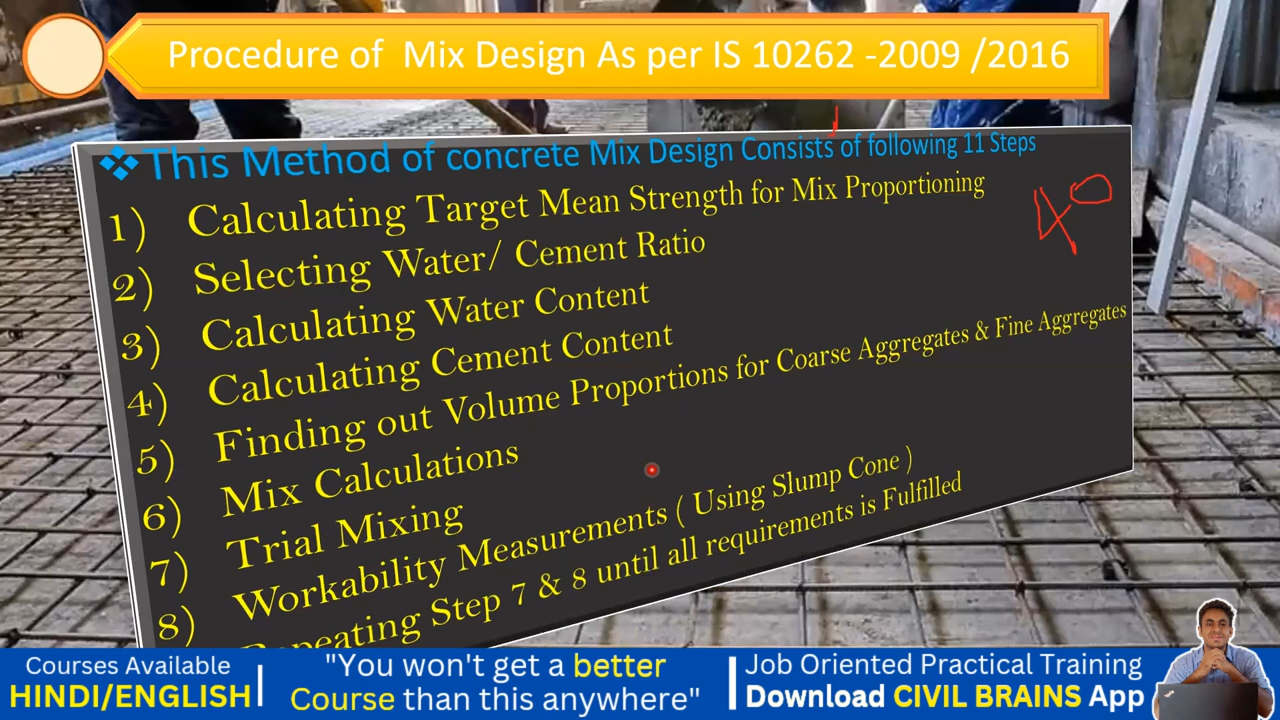 Procedure of Mix Design As per IS 10262 -2009 /2016
❖This Method of concrete Mix Design Consists of following 11 Steps
1) Calculating Target Mean Strength for Mix Proportioning
40
2) Selecting Water/ Cement Ratio
3) Calculating Water Content
4) Calculating Cement Content
5) Finding out Volume Proportions for Coarse Aggregates & Fine Aggregates
6) Mix Calculations
7) Trial Mixing
8) Workability Measurements ( Using Slump Cone )
Repeating Step 7 & 8 until all requirements is Fulfilled
Courses Available
HINDI/ENGLISH
"You won't get a better
Course than this anywhere"
Job Oriented Practical Training
Download CIVIL BRAINS App